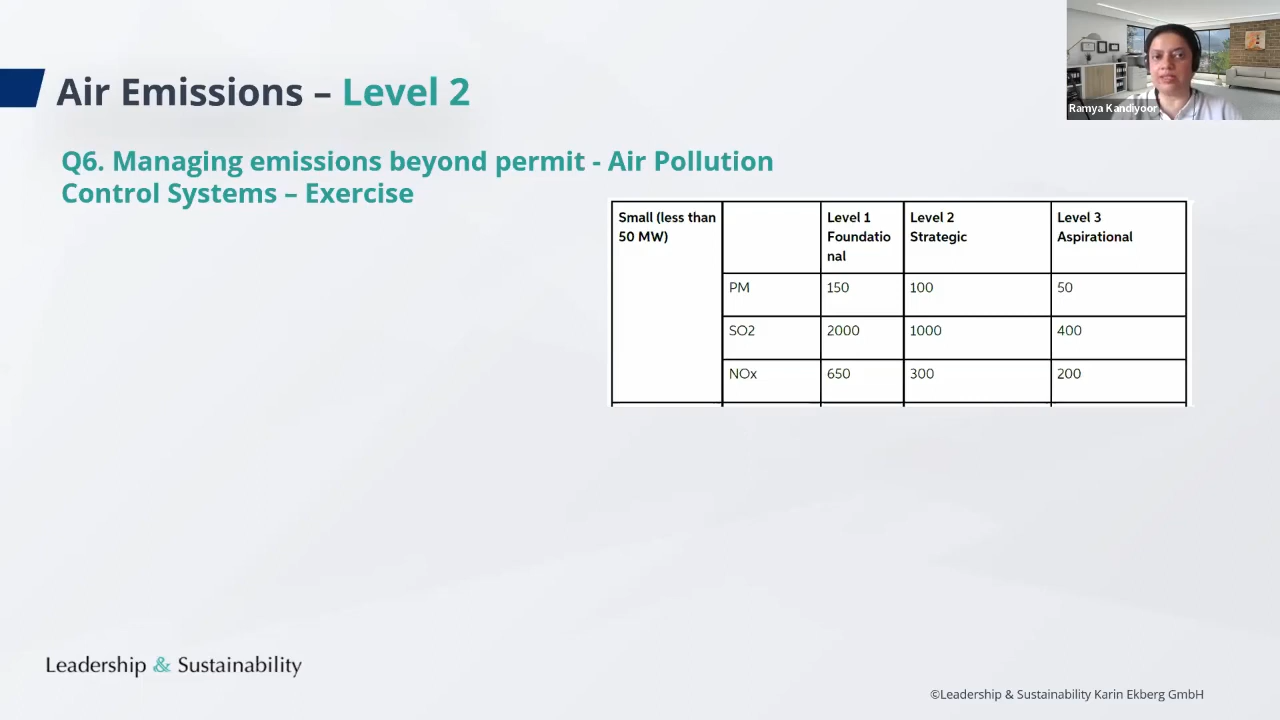 Air Emissions – Level 2
Ramya Kandiyoor
Q6. Managing emissions beyond permit - Air Pollution
Control Systems – Exercise
Small (less than
50 MW)
Level 1
Foundatio
nal
Level 2
Strategic
Level 3
Aspirational
PM 150 100 50
SO2 2000 1000 400
NOx 650 300 200
Leadership & Sustainability
©Leadership & Sustainability Karin Ekberg GmbH